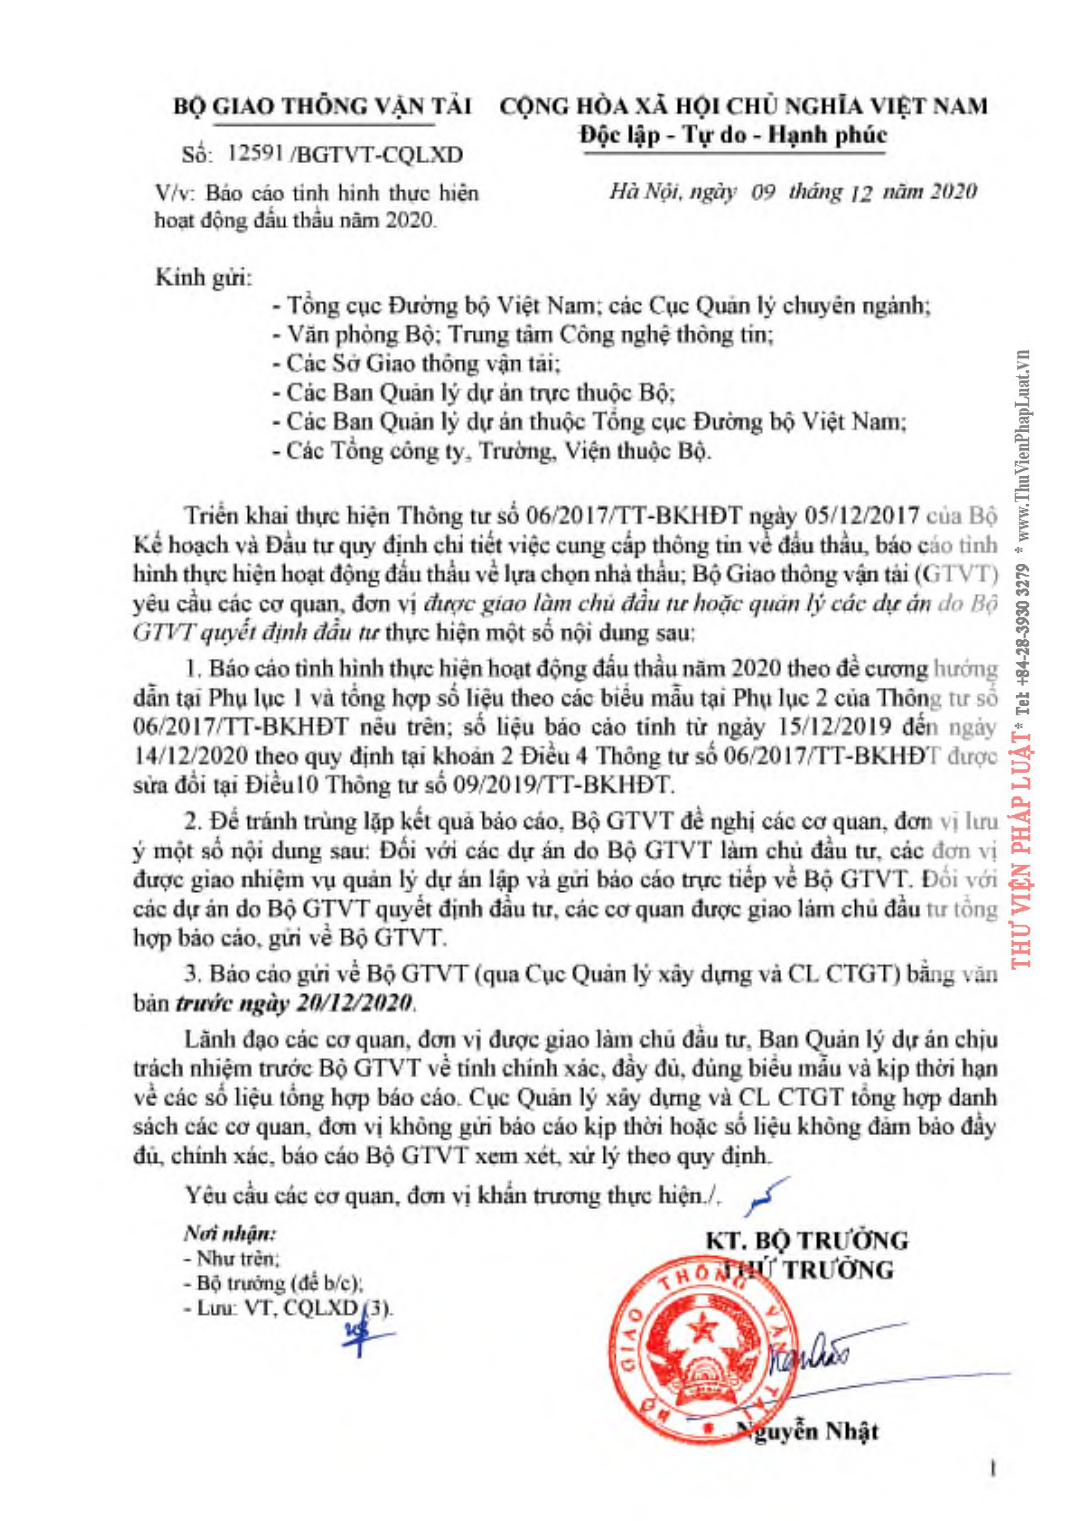 BỘ GIAO THÔNG VẬN TẢI
CỘNG HÒA XÃ HỘI CHỦ NGHĨA VIỆT NAM
Độc lập - Tự do - Hạnh phúc
Số: 12591 /BGTVT-CQLXD
V/v: Báo cáo tình hình thực hiện
hoạt động đấu thầu năm 2020.
Hà Nội, ngày 09 tháng 12 năm 2020
Kính gửi:
- Tổng cục Đường bộ Việt Nam; các Cục Quản lý chuyên ngành;
- Văn phòng Bộ; Trung tâm Công nghệ thông tin;
- Các Sở Giao thông vận tải;
- Các Ban Quản lý dự án trực thuộc Bộ;
- Các Ban Quản lý dự án thuộc Tổng cục Đường bộ Việt Nam;
- Các Tổng công ty, Trường, Viện thuộc Bộ.
Triển khai thực hiện Thông tư số 06/2017/TT-BKHĐT ngày 05/12/2017 của Bộ
Kế hoạch và Đầu tư quy định chi tiết việc cung cấp thông tin về đấu thầu, báo cáo tình
hình thực hiện hoạt động đấu thầu về lựa chọn nhà thầu; Bộ Giao thông vận tải (GTVT)
yêu cầu các cơ quan, đơn vị được giao làm chủ đầu tư hoặc quản lý các dự án do Bộ
GTVT quyết định đầu tư thực hiện một số nội dung sau:
1. Báo cáo tình hình thực hiện hoạt động đấu thầu năm 2020 theo đề cương hướng
dẫn tại Phụ lục 1 và tổng hợp số liệu theo các biểu mẫu tại Phụ lục 2 của Thông tư số
06/2017/TT-BKHĐT nêu trên; số liệu báo cáo tính từ ngày 15/12/2019 đến ngày
14/12/2020 theo quy định tại khoản 2 Điều 4 Thông tư số 06/2017/TT-BKHĐT được
sửa đổi tại Điều10 Thông tư số 09/2019/TT-BKHĐT.
2. Để tránh trùng lặp kết quả báo cáo, Bộ GTVT đề nghị các cơ quan, đơn vị lưu
ý một số nội dung sau: Đối với các dự án do Bộ GTVT làm chủ đầu tư, các đơn vị
được giao nhiệm vụ quản lý dự án lập và gửi báo cáo trực tiếp về Bộ GTVT. Đối với
các dự án do Bộ GTVT quyết định đầu tư, các cơ quan được giao làm chủ đầu tư tổng
hợp báo cáo, gửi về Bộ GTVT.
3. Báo cáo gửi về Bộ GTVT (qua Cục Quản lý xây dựng và CL CTGT) bằng văn
bản trước ngày 20/12/2020.
Lãnh đạo các cơ quan, đơn vị được giao làm chủ đầu tư, Ban Quản lý dự án chịu
trách nhiệm trước Bộ GTVT về tính chính xác, đầy đủ, đúng biểu mẫu và kịp thời hạn
về các số liệu tổng hợp báo cáo. Cục Quản lý xây dựng và CL CTGT tổng hợp danh
sách các cơ quan, đơn vị không gửi báo cáo kịp thời hoặc số liệu không đảm bảo đầy
đủ, chính xác, báo cáo Bộ GTVT xem xét, xử lý theo quy định.
Yêu cầu các cơ quan, đơn vị khẩn trương thực hiện./.
Nơi nhận:
- Như trên;
- Bộ trưởng (để b/c);
- Lưu: VT, CQLXD (3).
KT. BỘ TRƯỞNG
THỨ TRƯỞNG
BỘ GIAO THÔNG VẬN TẢI
Nguyễn Nhật
1
THƯ VIỆN PHÁP LUẬT * Tel: +84-28-3930 3279 * www.ThuVienPhapLuat.vn